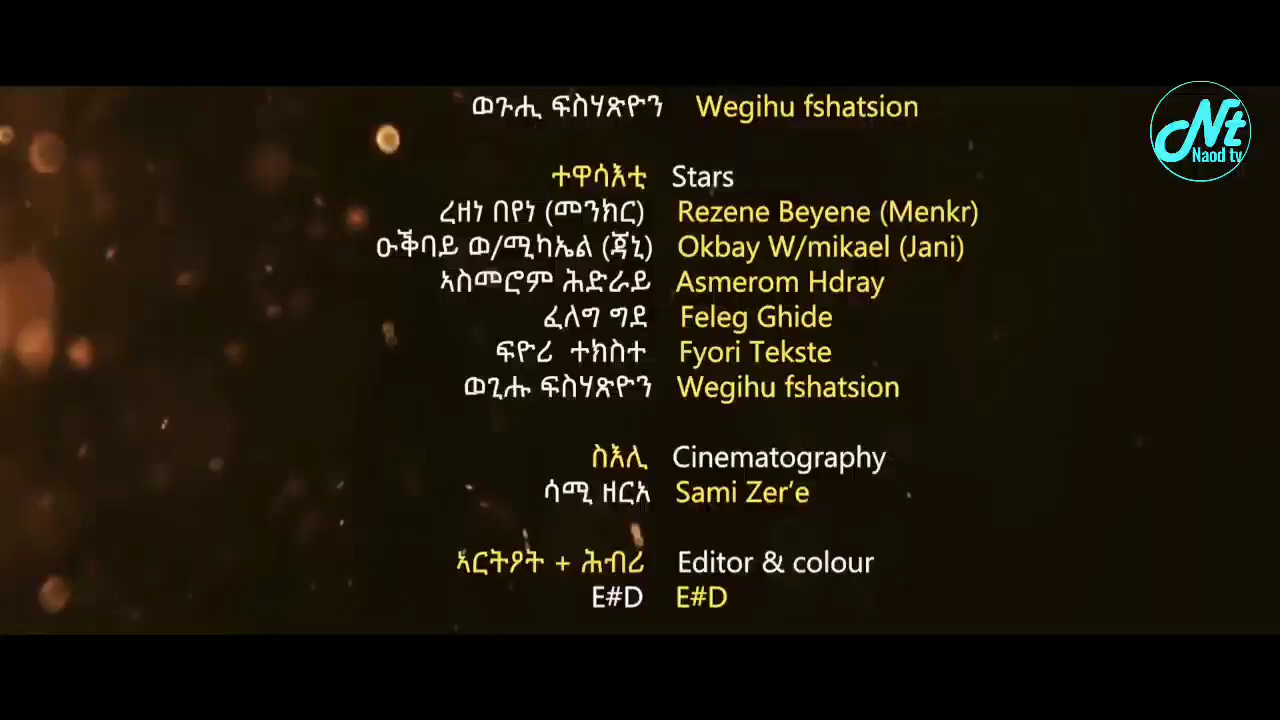 ወጉሒ ፍስሃጽዮን Wegihu fshatsion
ተዋሳእቲ Stars
ረዘነ በየነ (መንክር) Rezene Beyene (Menkr)
ዑቕባይ ወ/ሚካኤል (ጃኒ) Okbay W/mikael (Jani)
ኣስመሮም ሕድራይ Asmerom Hdray
ፈለግ ግደ Feleg Ghide
ፍዮሪ ተክስተ Fyori Tekste
ወጊሑ ፍስሃጽዮን Wegihu fshatsion
ስእሊ Cinematography
ሳሚ ዘርአ Sami Zer’e
ኣርትዖት + ሕብሪ Editor & colour
E#D E#D
Nt
Naod tv